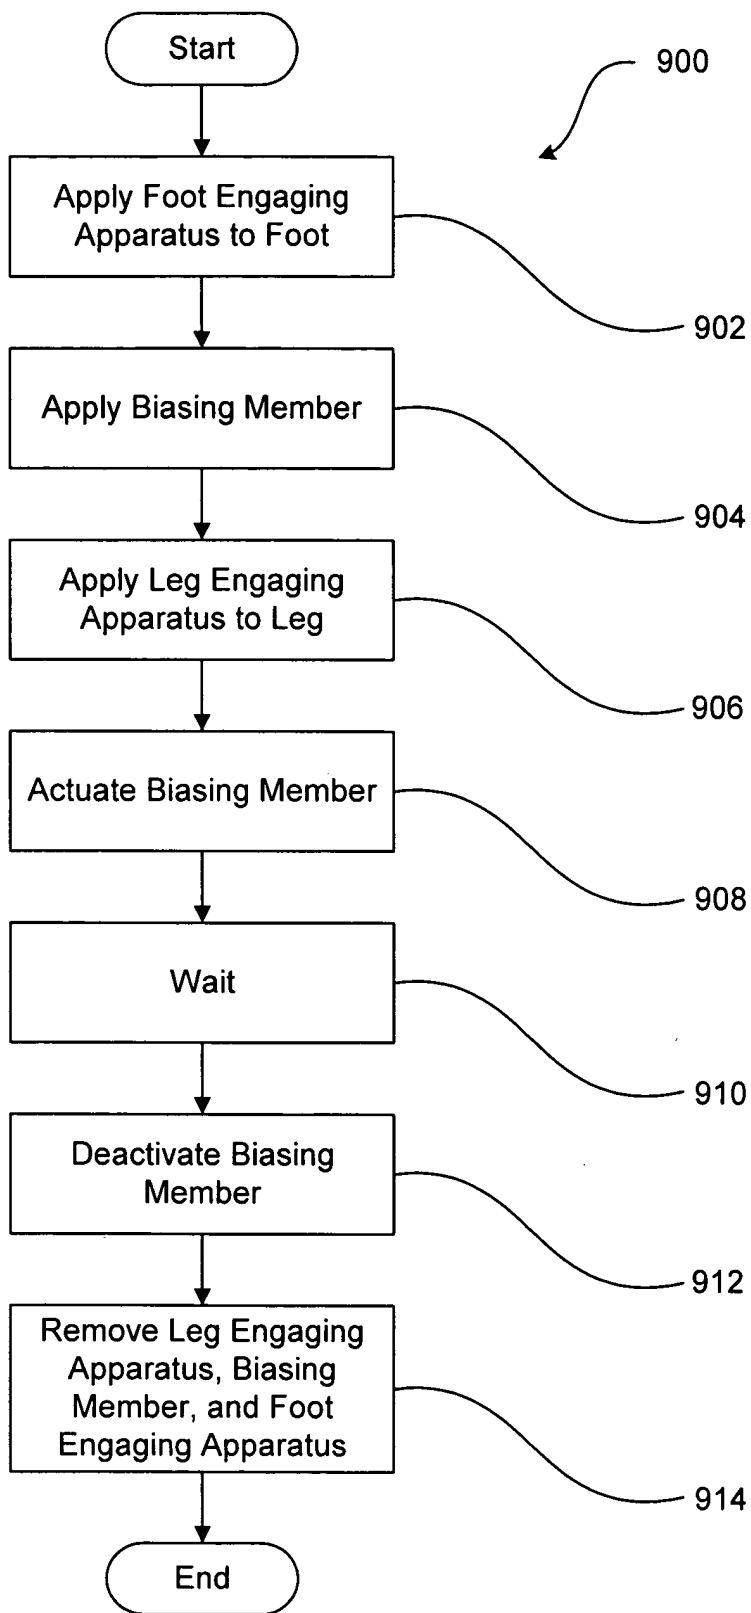 Start
900
Apply Foot Engaging
Apparatus to Foot
902
Apply Biasing Member
904
Apply Leg Engaging
Apparatus to Leg
906
Actuate Biasing Member
908
Wait
910
Deactivate Biasing
Member
912
Remove Leg Engaging
Apparatus, Biasing
Member, and Foot
Engaging Apparatus
914
End